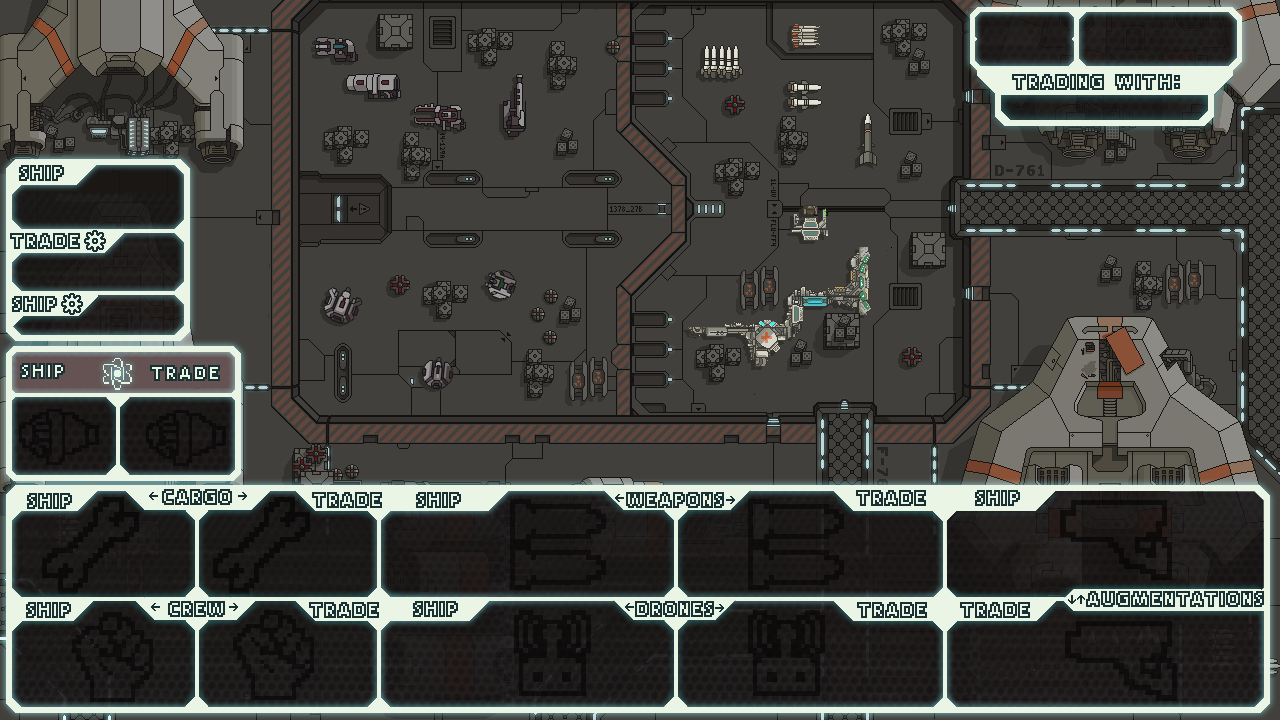 TRADING WITH:
D-761
SHIP
TRADE
SHIP
1378_27B
SHIP TRADE
SHIP ←CARGO→ TRADE SHIP ←WEAPONS→ TRADE SHIP
SHIP ←CREW→ TRADE SHIP ←DRONES→ TRADE TRADE ↓↑AUGMENTATIONS